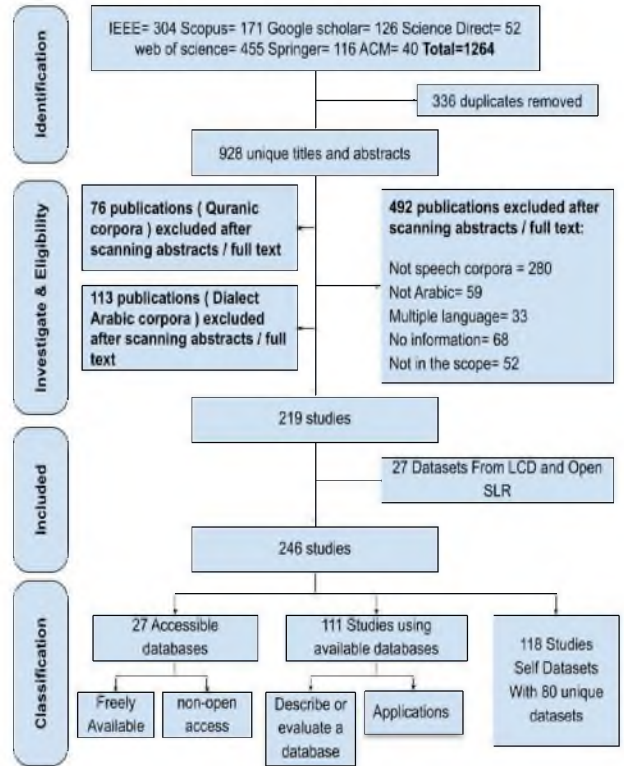 Identification
IEEE= 304 Scopus= 171 Google scholar= 126 Science Direct= 52
web of science= 455 Springer= 116 ACM= 40 Total=1264
336 duplicates removed
928 unique titles and abstracts
Investigate & Eligibility
76 publications ( Quranic
corpora ) excluded after
scanning abstracts / full text
492 publications excluded after
scanning abstracts / full text:
Not speech corpora = 280
Not Arabic= 59
Multiple language= 33
No information= 68
Not in the scope= 52
113 publications ( Dialect
Arabic corpora ) excluded
after scanning abstracts / full
text
219 studies
Included
27 Datasets From LCD and Open
SLR
246 studies
Classification
27 Accessible
databases
111 Studies using
available databases
118 Studies
Self Datasets
With 80 unique
datasets
Freely
Available
non-open
access
Describe or
evaluate a
database
Applications